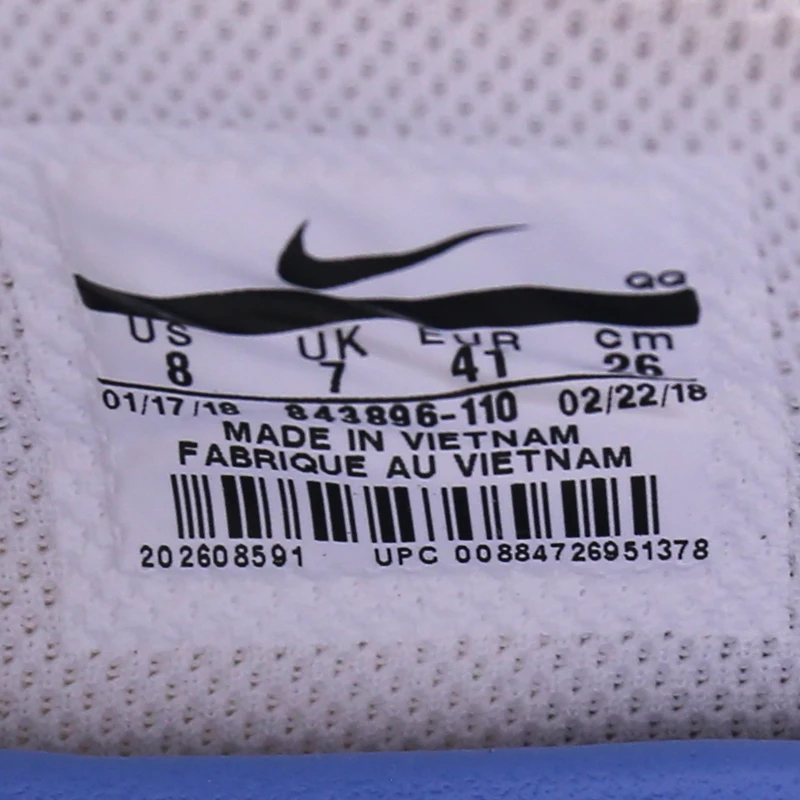 QQ
US UK EUR cm
8 7 41 26
01/17/18 843896-110 02/22/18
MADE IN VIETNAM
FABRIQUE AU VIETNAM
202608591 UPC 00884726951378